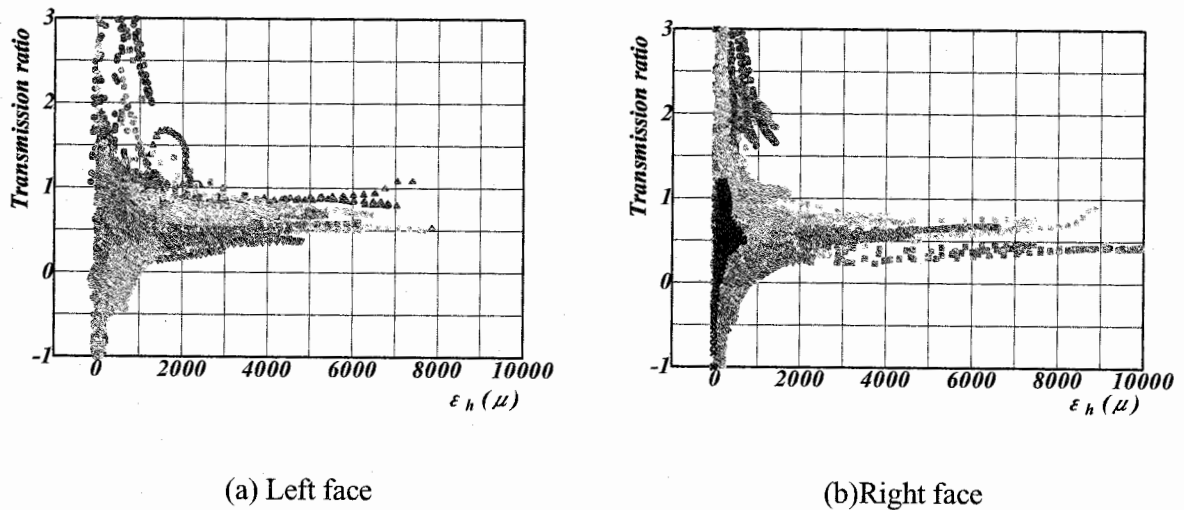 Transmission ratio
3
2
1
0
-1
0 2000 4000 6000 8000 10000
ε h (μ)
(a) Left face
Transmission ratio
3
2
1
0
-1
0 2000 4000 6000 8000 10000
ε h (μ)
(b)Right face